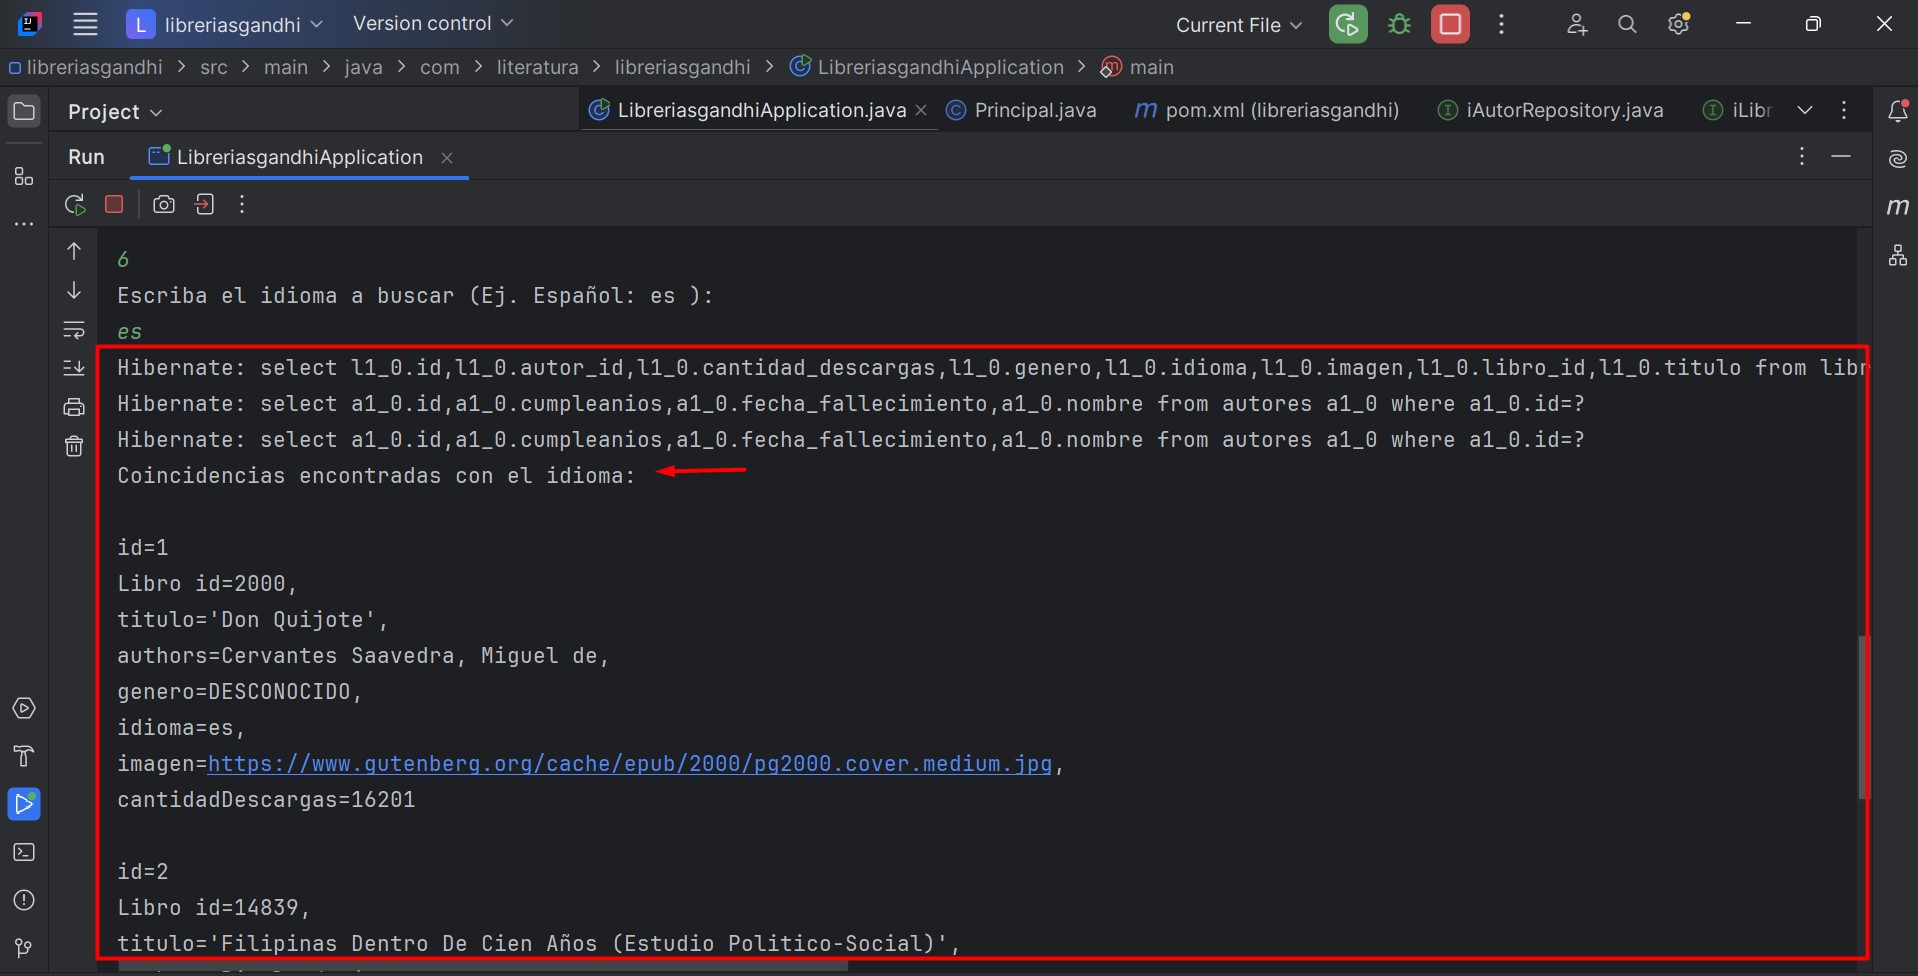 L libreriasgandhi Version control Current File
libreriasgandhi > src > main > java > com > literatura > libreriasgandhi > LibreriasgandhiApplication > main
Project LibreriasgandhiApplication.java Principal.java pom.xml (libreriasgandhi) iAutorRepository.java iLibr
Run LibreriasgandhiApplication
6
Escriba el idioma a buscar (Ej. Español: es ):
es
Hibernate: select l1_0.id,l1_0.autor_id,l1_0.cantidad_descargas,l1_0.genero,l1_0.idioma,l1_0.imagen,l1_0.libro_id,l1_0.titulo from libr
Hibernate: select a1_0.id,a1_0.cumpleanios,a1_0.fecha_fallecimiento,a1_0.nombre from autores a1_0 where a1_0.id=?
Hibernate: select a1_0.id,a1_0.cumpleanios,a1_0.fecha_fallecimiento,a1_0.nombre from autores a1_0 where a1_0.id=?
Coincidencias encontradas con el idioma:
id=1
Libro id=2000,
titulo='Don Quijote',
authors=Cervantes Saavedra, Miguel de,
genero=DESCONOCIDO,
idioma=es,
imagen=https://www.gutenberg.org/cache/epub/2000/pg2000.cover.medium.jpg,
cantidadDescargas=16201
id=2
Libro id=14839,
titulo='Filipinas Dentro De Cien Años (Estudio Politico-Social)',